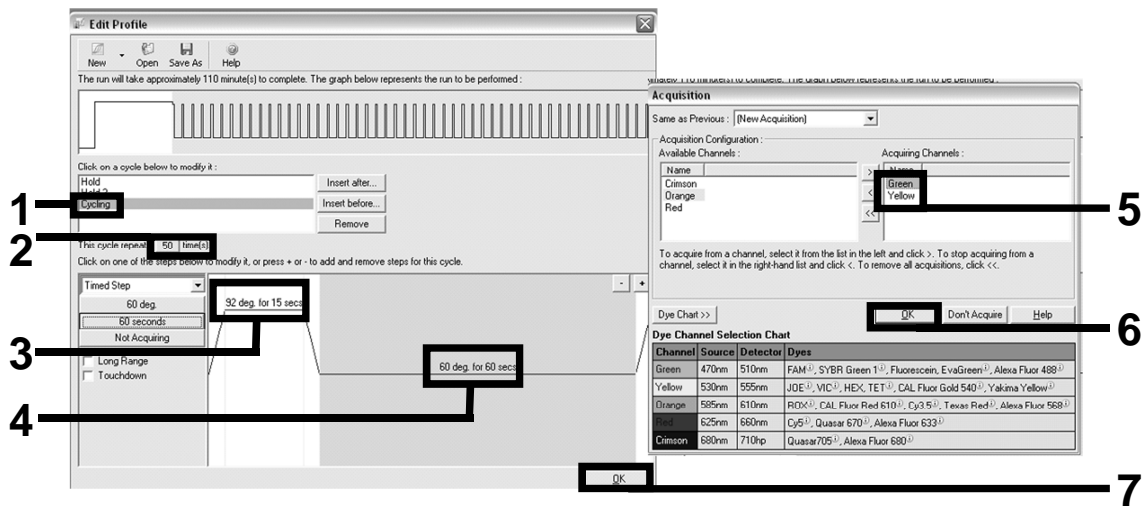 Edit Profile
New Open Save As Help
The run will take approximately 110 minute(s) to complete. The graph below represents the run to be performed :
Click on a cycle below to modify it :
Hold
Hold 2
Cycling
Insert after...
Insert before...
Remove
This cycle repeat 50 time(s)
Click on one of the steps below to modify it, or press + or - to add and remove steps for this cycle.
Timed Step
- +
60 deg.
60 seconds
Not Acquiring
Long Range
Touchdown
92 deg. for 15 secs
60 deg. for 60 secs
OK
1
2
3
4
Acquisition
Same as Previous : (New Acquisition)
Acquisition Configuration :
Available Channels :
Name
Crimson
Orange
Red
>
<
<<
Acquiring Channels :
Name
Green
Yellow
To acquire from a channel, select it from the list in the left and click >. To stop acquiring from a
channel, select it in the right-hand list and click <. To remove all acquisitions, click <<.
Dye Chart >> OK Don't Acquire Help
Dye Channel Selection Chart
Channel Source Detector Dyes
Green 470nm 510nm FAM, SYBR Green 1, Fluorescein, EvaGreen, Alexa Fluor 488
Yellow 530nm 555nm JOE, VIC, HEX, TET, CAL Fluor Gold 540, Yakima Yellow
Orange 585nm 610nm ROX, CAL Fluor Red 610, Cy3.5, Texas Red, Alexa Fluor 568
Red 625nm 660nm Cy5, Quasar 670, Alexa Fluor 633
Crimson 680nm 710hp Quasar705, Alexa Fluor 680
5
6
7